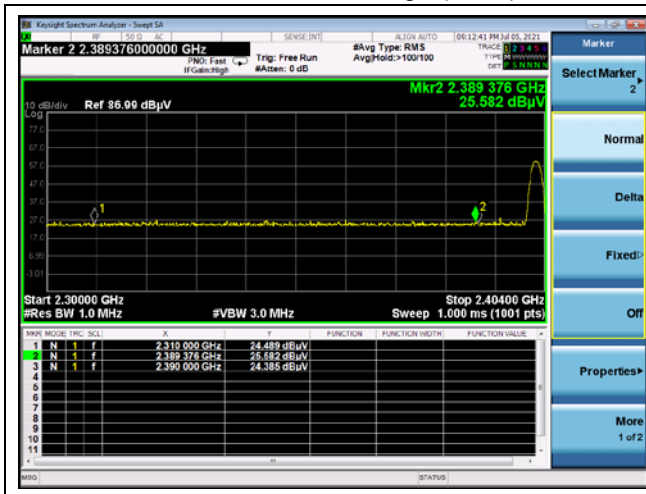 Keysight Spectrum Analyzer - Swept SA
RF 50 Ω AC SENSE:INT ALIGN AUTO 09:12:41 PM Jul 05, 2021
Marker 2 2.389376000000 GHz
PNO: Fast
IFGain:High
Trig: Free Run
#Atten: 0 dB
#Avg Type: RMS
Avg|Hold:>100/100
TRACE 1 2 3 4 5 6
TYPE M
DET P S N N N N
Mkr2 2.389 376 GHz
25.582 dBµV
10 dB/div Ref 86.99 dBµV
Log
77.0
67.0
57.0
47.0
37.0
27.0
17.0
6.99
-3.01
1
2
Start 2.30000 GHz Stop 2.40400 GHz
#Res BW 1.0 MHz #VBW 3.0 MHz Sweep 1.000 ms (1001 pts)
MKR MODE TRC SCL X Y FUNCTION FUNCTION WIDTH FUNCTION VALUE
1 N 1 f 2.310 000 GHz 24.489 dBµV
2 N 1 f 2.389 376 GHz 25.582 dBµV
3 N 1 f 2.390 000 GHz 24.385 dBµV
4
5
6
7
8
9
10
11
MSG STATUS
Marker
Select Marker
2
Normal
Delta
Fixed
Off
Properties
More
1 of 2